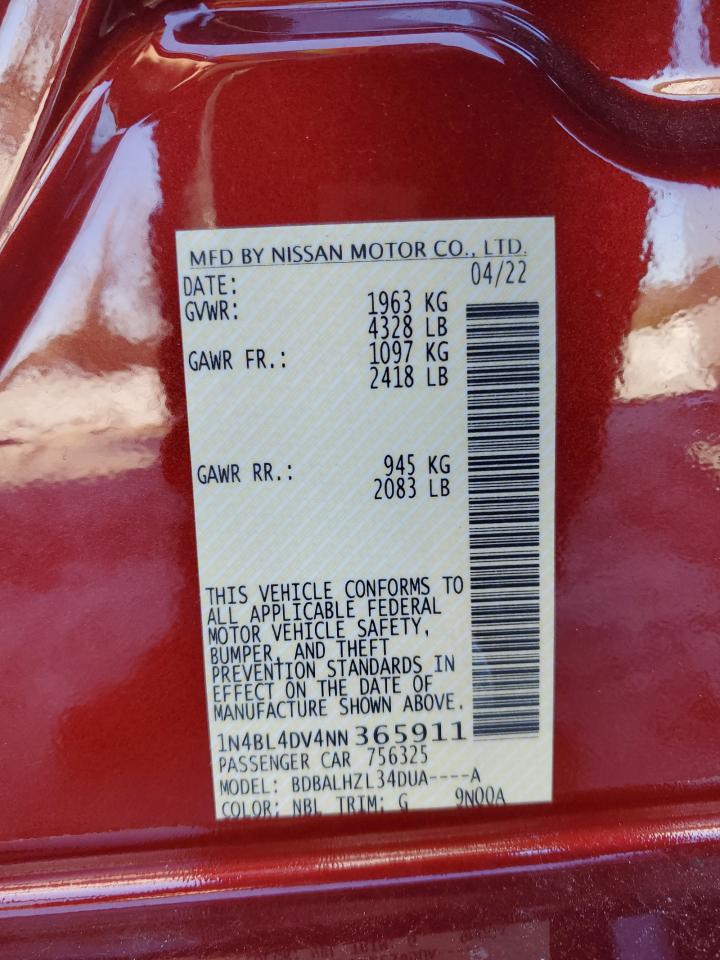 MFD BY NISSAN MOTOR CO., LTD.
DATE: 04/22
GVWR: 1963 KG
4328 LB
GAWR FR.: 1097 KG
2418 LB
GAWR RR.: 945 KG
2083 LB
THIS VEHICLE CONFORMS TO
ALL APPLICABLE FEDERAL
MOTOR VEHICLE SAFETY,
BUMPER, AND THEFT
PREVENTION STANDARDS IN
EFFECT ON THE DATE OF
MANUFACTURE SHOWN ABOVE.
1N4BL4DV4NN 365911
PASSENGER CAR 756325
MODEL: BDBALHZL34DUA----A
COLOR: NBL TRIM: G 9N00A